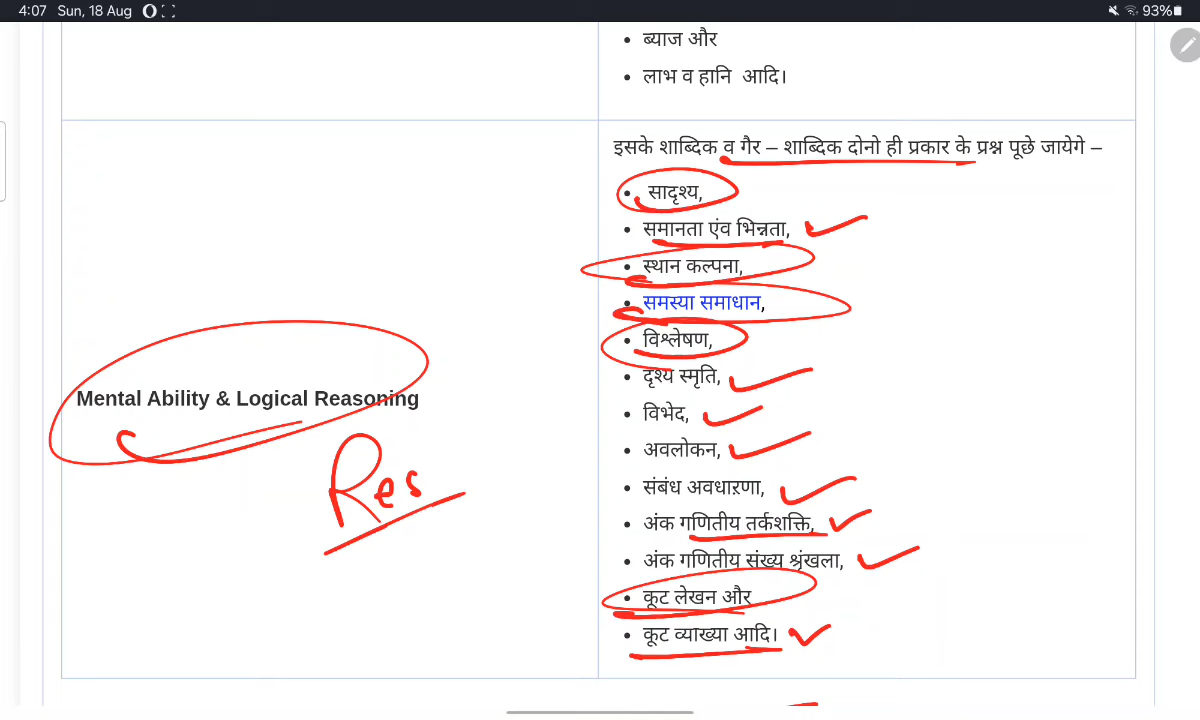 4:07 Sun, 18 Aug 93%
ब्याज और
लाभ व हानि आदि।
इसके शाब्दिक व गैर – शाब्दिक दोनो ही प्रकार के प्रश्न पूछे जायेगे –
सादृश्य,
समानता एंव भिन्नता,
स्थान कल्पना,
समस्या समाधान,
विश्लेषण,
दृश्य स्मृति,
विभेद,
अवलोकन,
संबंध अवधाऱणा,
अंक गणितीय तर्कशक्ति,
अंक गणितीय संख्य श्रृंखला,
कूट लेखन और
कूट व्याख्या आदि।
Mental Ability & Logical Reasoning
Res